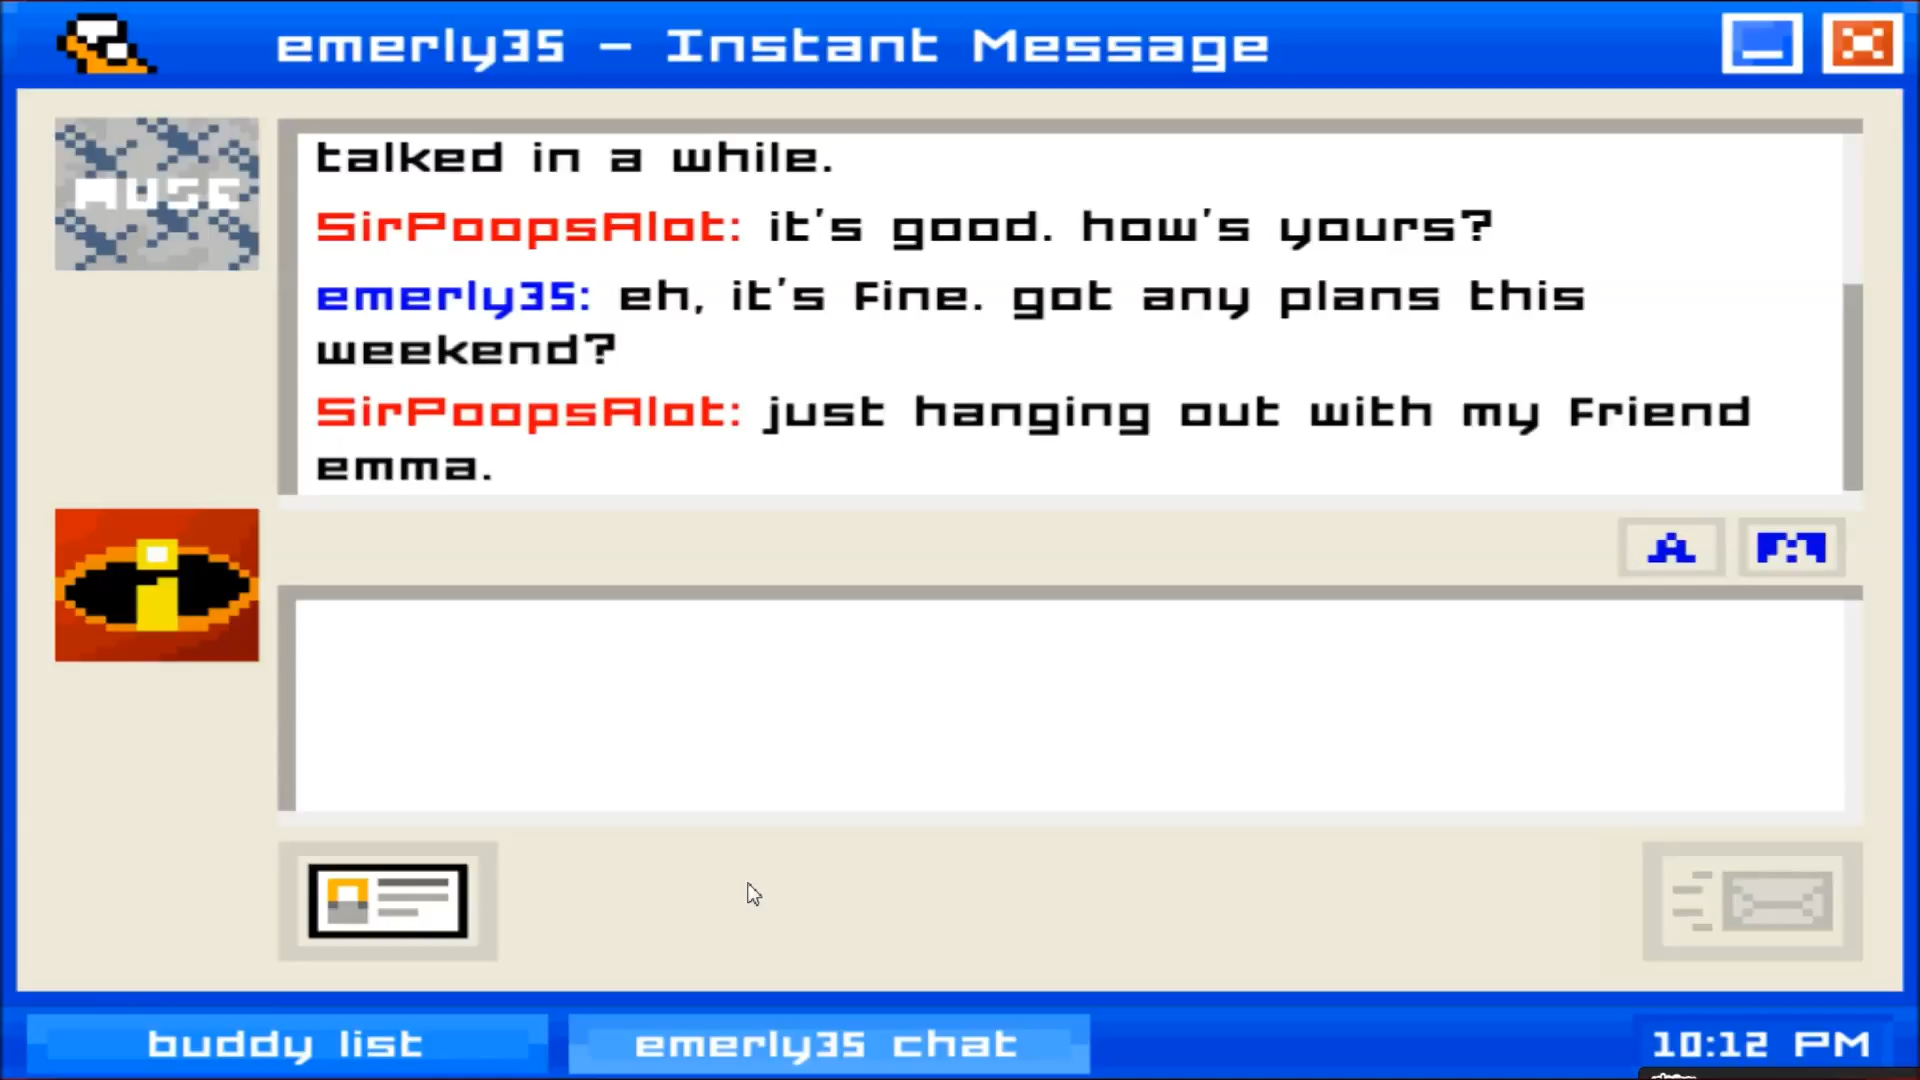 emerly35 - Instant Message
MUSE
talked in a while.
SirPoopsAlot: it's good. how's yours?
emerly35: eh, it's fine. got any plans this
weekend?
SirPoopsAlot: just hanging out with my friend
emma.
A
i
buddy list
emerly35 chat
10:12 PM